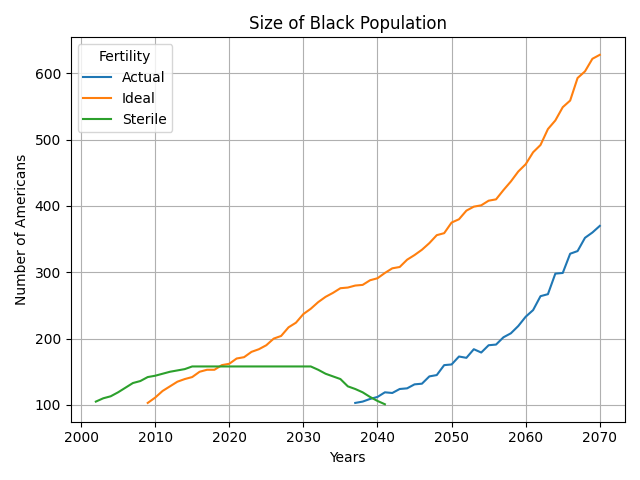 Size of Black Population
Fertility
Actual
Ideal
Sterile
Number of Americans
600
500
400
300
200
100
2000 2010 2020 2030 2040 2050 2060 2070
Years